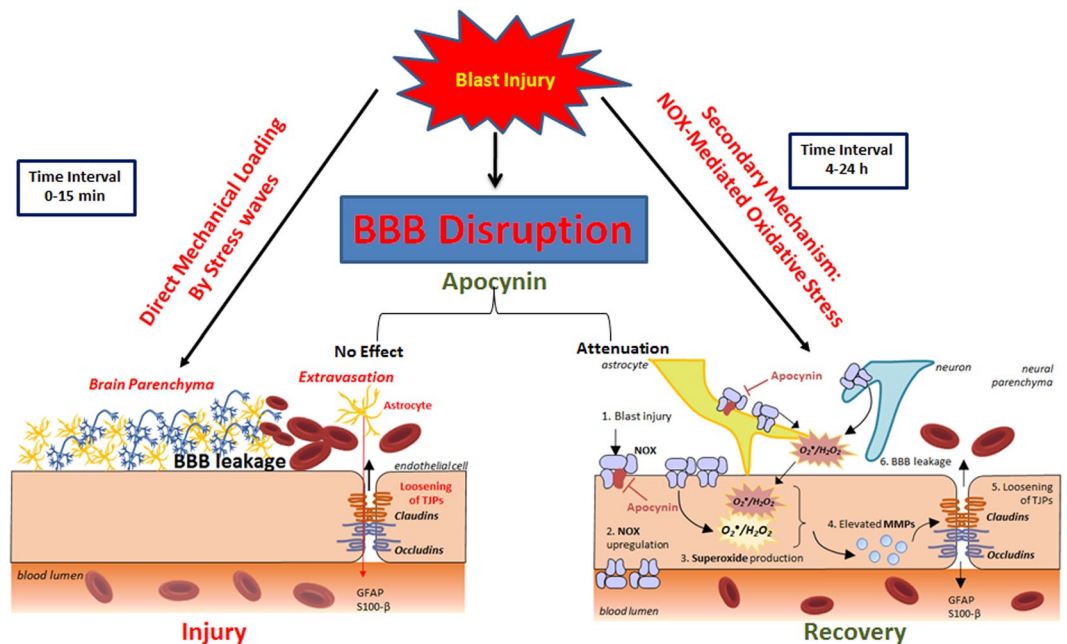 Blast Injury
Time Interval
0-15 min
Direct Mechanical Loading
By Stress waves
Secondary Mechanism:
NOX-Mediated Oxidative Stress
Time Interval
4-24 h
BBB Disruption
Apocynin
No Effect
Attenuation
Brain Parenchyma
Extravasation
Astrocyte
BBB leakage
endothelial cell
Loosening
of TJPs
Claudins
Occludins
blood lumen
GFAP
S100-β
Injury
astrocyte
Apocynin
neuron
neural
parenchyma
1. Blast injury
NOX
O₂•/H₂O₂
6. BBB leakage
Apocynin
O₂•/H₂O₂
O₂•/H₂O₂
5. Loosening
of TJPs
Claudins
2. NOX
upregulation
3. Superoxide production
4. Elevated MMPs
Occludins
blood lumen
GFAP
S100-β
Recovery